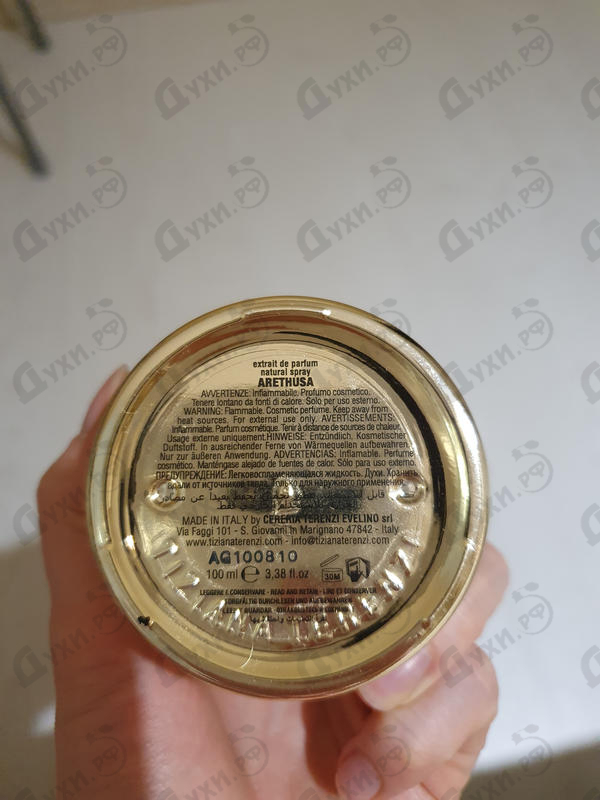 extrait de parfum
natural spray
ARETHUSA
AVVERTENZE: Infiammabile. Profumo cosmetico.
Tenere lontano da fonti di calore. Solo per uso esterno.
WARNING: Flammable. Cosmetic perfume. Keep away from
heat sources. For external use only. AVERTISSEMENTS:
Inflammable. Parfum cosmétique. Tenir à distance de sources de chaleur.
Usage externe uniquement. HINWEISE: Entzündlich. Kosmetischer
Duftstoff. In ausreichender Ferne von Wärmequellen aufbewahren.
Nur zur äußeren Anwendung. ADVERTENCIAS: Inflamable. Perfume
cosmético. Manténgase alejado de fuentes de calor. Sólo para uso externo.
ПРЕДУПРЕЖДЕНИЕ: Легковоспламеняющаяся жидкость. Духи. Хранить
вдали от источников тепла. Только для наружного применения.
MADE IN ITALY by CERERIA TERENZI EVELINO srl
Via Faggi 101 - S. Giovanni in Marignano 47842 - Italy
www.tizianaterenzi.com - info@tizianaterenzi.com
AG100810
100 ml e 3,38 fl.oz 30M
LEGGERE E CONSERVARE - READ AND RETAIN - LIRE ET CONSERVER
SORGFÄLTIG DURCHLESEN UND AUFBEWAHREN
TIZIANA TERENZI
Духи.рф